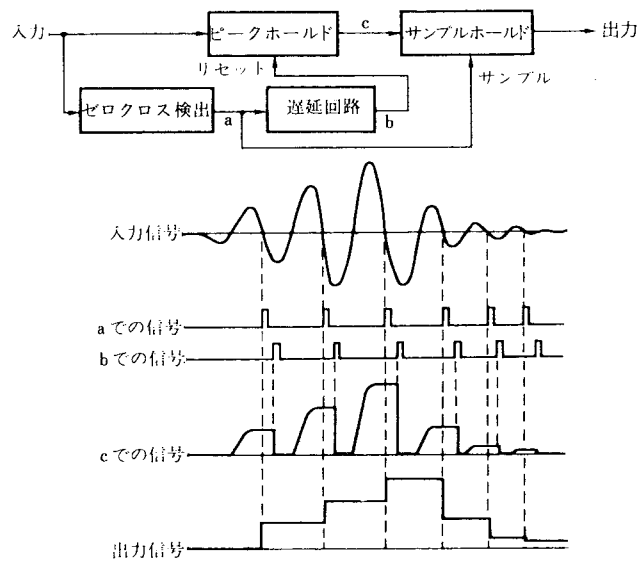 入力
ピークホールド
c
サンプルホールド
出力
リセット
サンプル
ゼロクロス検出
a
遅延回路
b
入力信号
aでの信号
bでの信号
cでの信号
出力信号